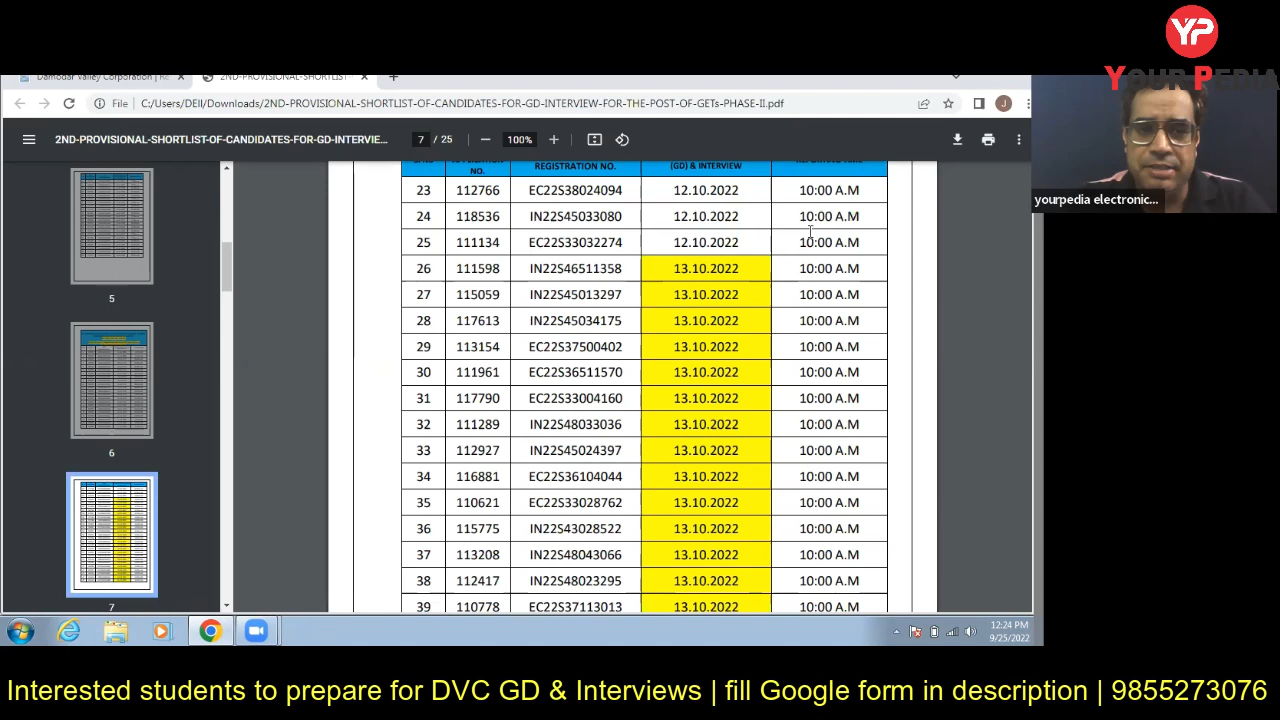 YP
YOUR PEDIA
Damodar Valley Corporation | Re
2ND-PROVISIONAL-SHORTLIST
File | C:/Users/DEll/Downloads/2ND-PROVISIONAL-SHORTLIST-OF-CANDIDATES-FOR-GD-INTERVIEW-FOR-THE-POST-OF-GETs-PHASE-II.pdf
J
2ND-PROVISIONAL-SHORTLIST-OF-CANDIDATES-FOR-GD-INTERVIE...
7 / 25
100%
NO. REGISTRATION NO. (GD) & INTERVIEW
23 112766 EC22S38024094 12.10.2022 10:00 A.M
24 118536 IN22S45033080 12.10.2022 10:00 A.M
25 111134 EC22S33032274 12.10.2022 10:00 A.M
26 111598 IN22S46511358 13.10.2022 10:00 A.M
27 115059 IN22S45013297 13.10.2022 10:00 A.M
28 117613 IN22S45034175 13.10.2022 10:00 A.M
29 113154 EC22S37500402 13.10.2022 10:00 A.M
30 111961 EC22S36511570 13.10.2022 10:00 A.M
31 117790 EC22S33004160 13.10.2022 10:00 A.M
32 111289 IN22S48033036 13.10.2022 10:00 A.M
33 112927 IN22S45024397 13.10.2022 10:00 A.M
34 116881 EC22S36104044 13.10.2022 10:00 A.M
35 110621 EC22S33028762 13.10.2022 10:00 A.M
36 115775 IN22S43028522 13.10.2022 10:00 A.M
37 113208 IN22S48043066 13.10.2022 10:00 A.M
38 112417 IN22S48023295 13.10.2022 10:00 A.M
39 110778 EC22S37113013 13.10.2022 10:00 A.M
5
6
7
yourpedia electronic...
12:24 PM
9/25/2022
Interested students to prepare for DVC GD & Interviews | fill Google form in description | 9855273076